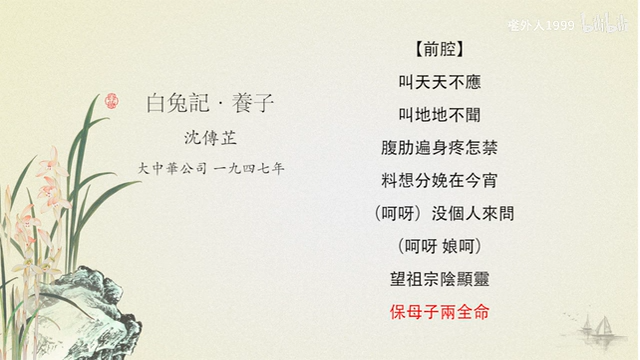 塞外人1999 bilibili
白兔記·養子
沈傳芷
大中華公司 一九四七年
【前腔】
叫天天不應
叫地地不聞
腹肋遍身疼怎禁
料想分娩在今宵
（呵呀）没個人來問
（呵呀 娘呵）
望祖宗陰顯靈
保母子兩全命